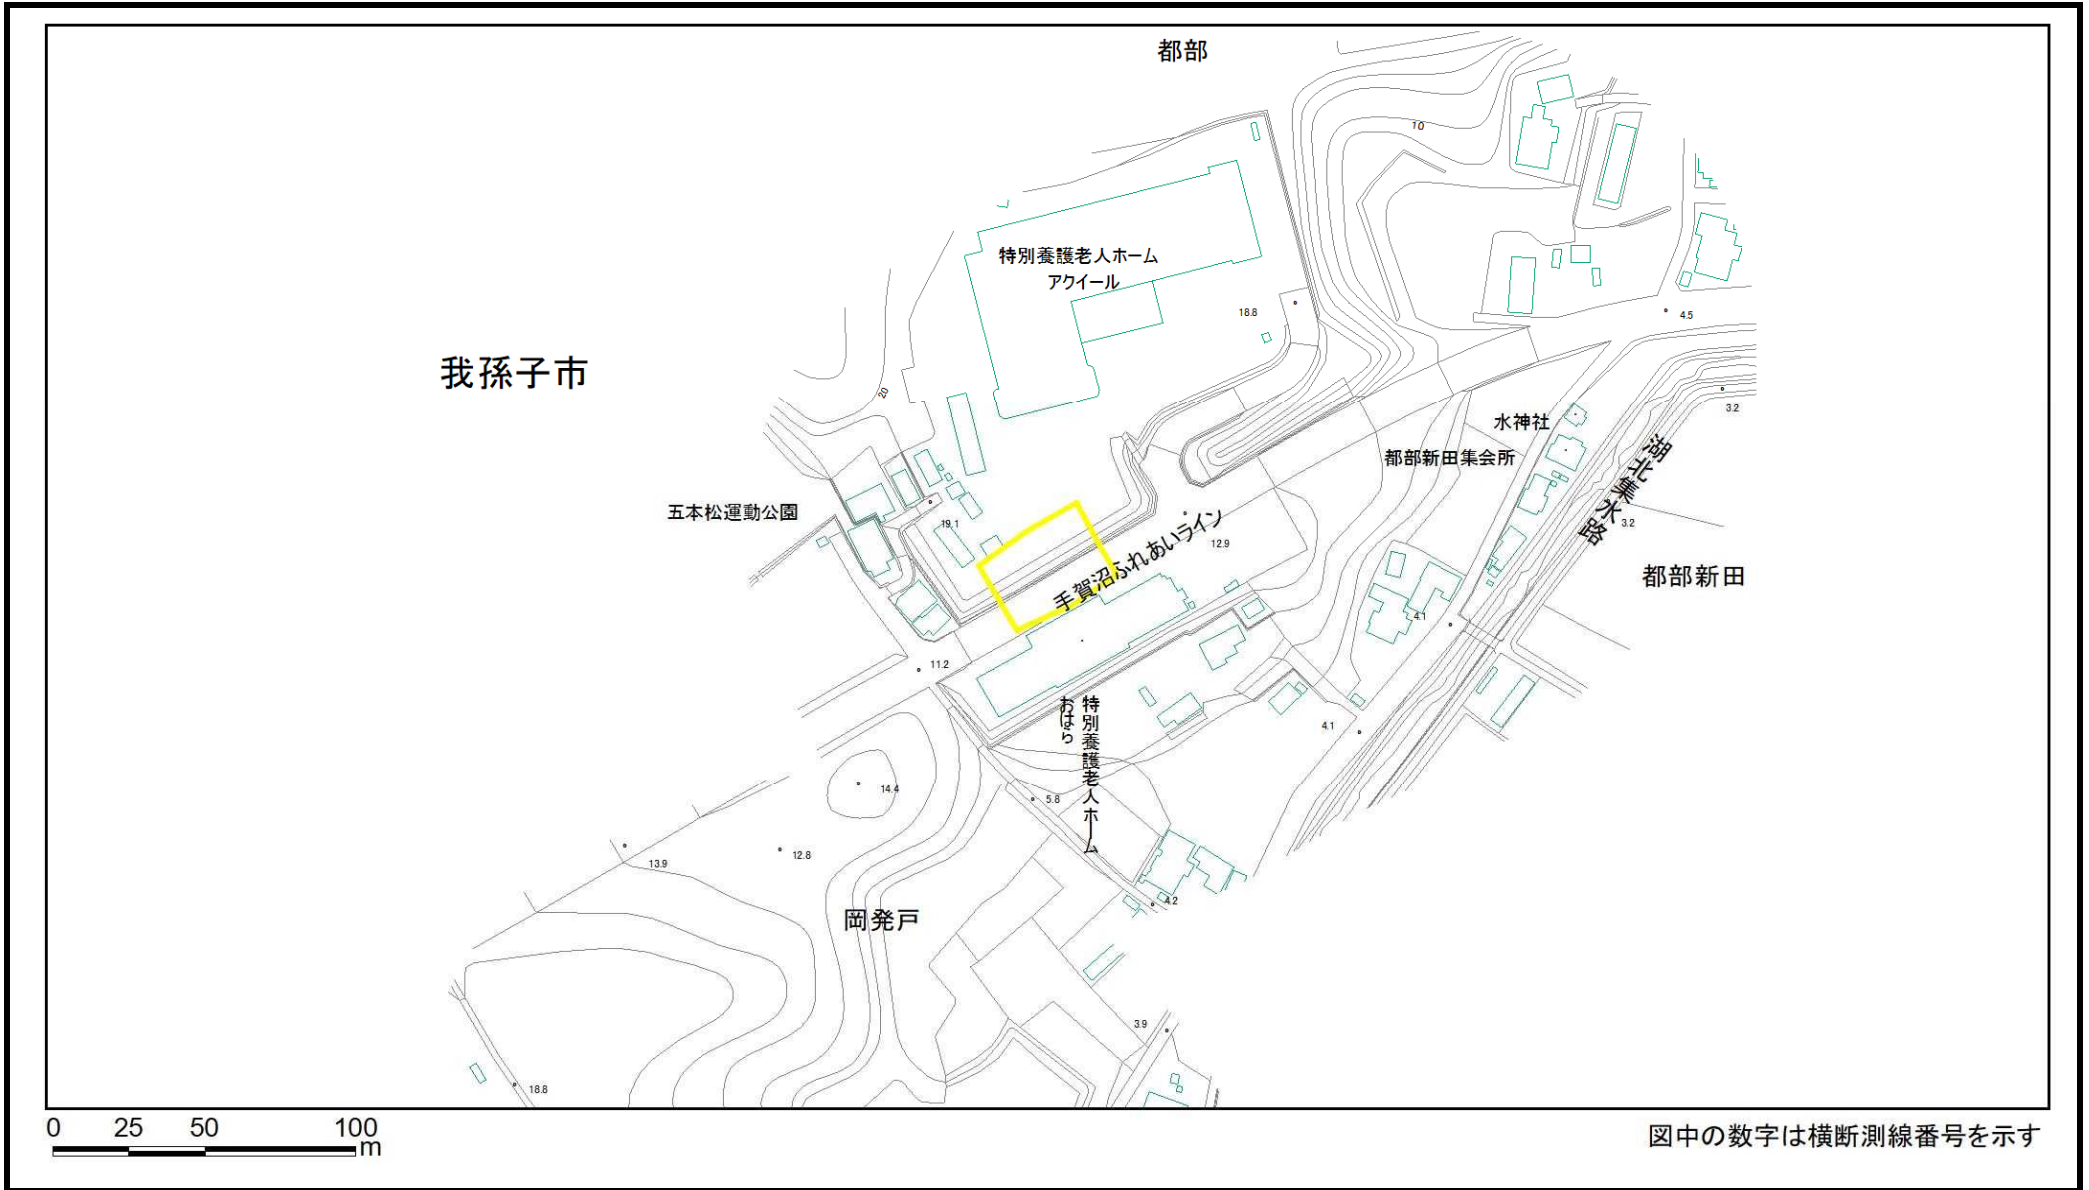 都部
10
特別養護老人ホーム
アクイール
18.8
4.5
我孫子市
20
3.2
水神社
都部新田集会所
湖北集水路
五本松運動公園
19.1
3.2
手賀沼ふれあいライン
12.9
都部新田
4.1
11.2
特別養護老人ホーム
おはら
4.1
14.4
5.8
12.8
13.9
4.2
岡発戸
3.9
18.8
0 25 50 100
m
図中の数字は横断測線番号を示す